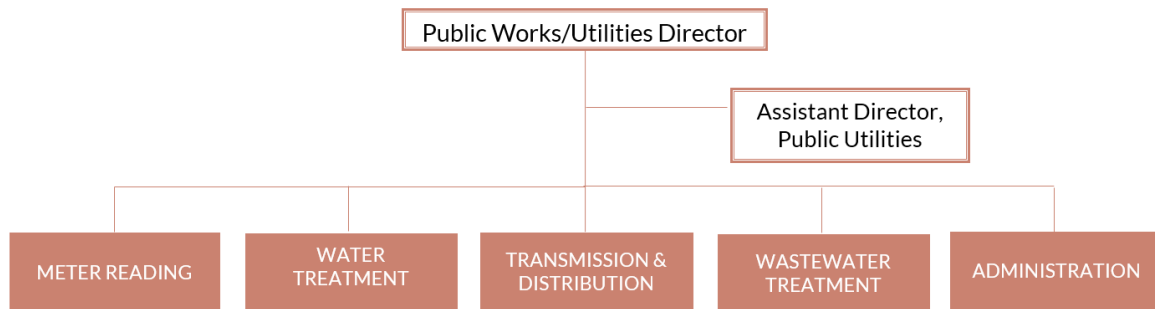 Public Works/Utilities Director
Assistant Director,
Public Utilities
METER READING
WATER
TREATMENT
TRANSMISSION &
DISTRIBUTION
WASTEWATER
TREATMENT
ADMINISTRATION